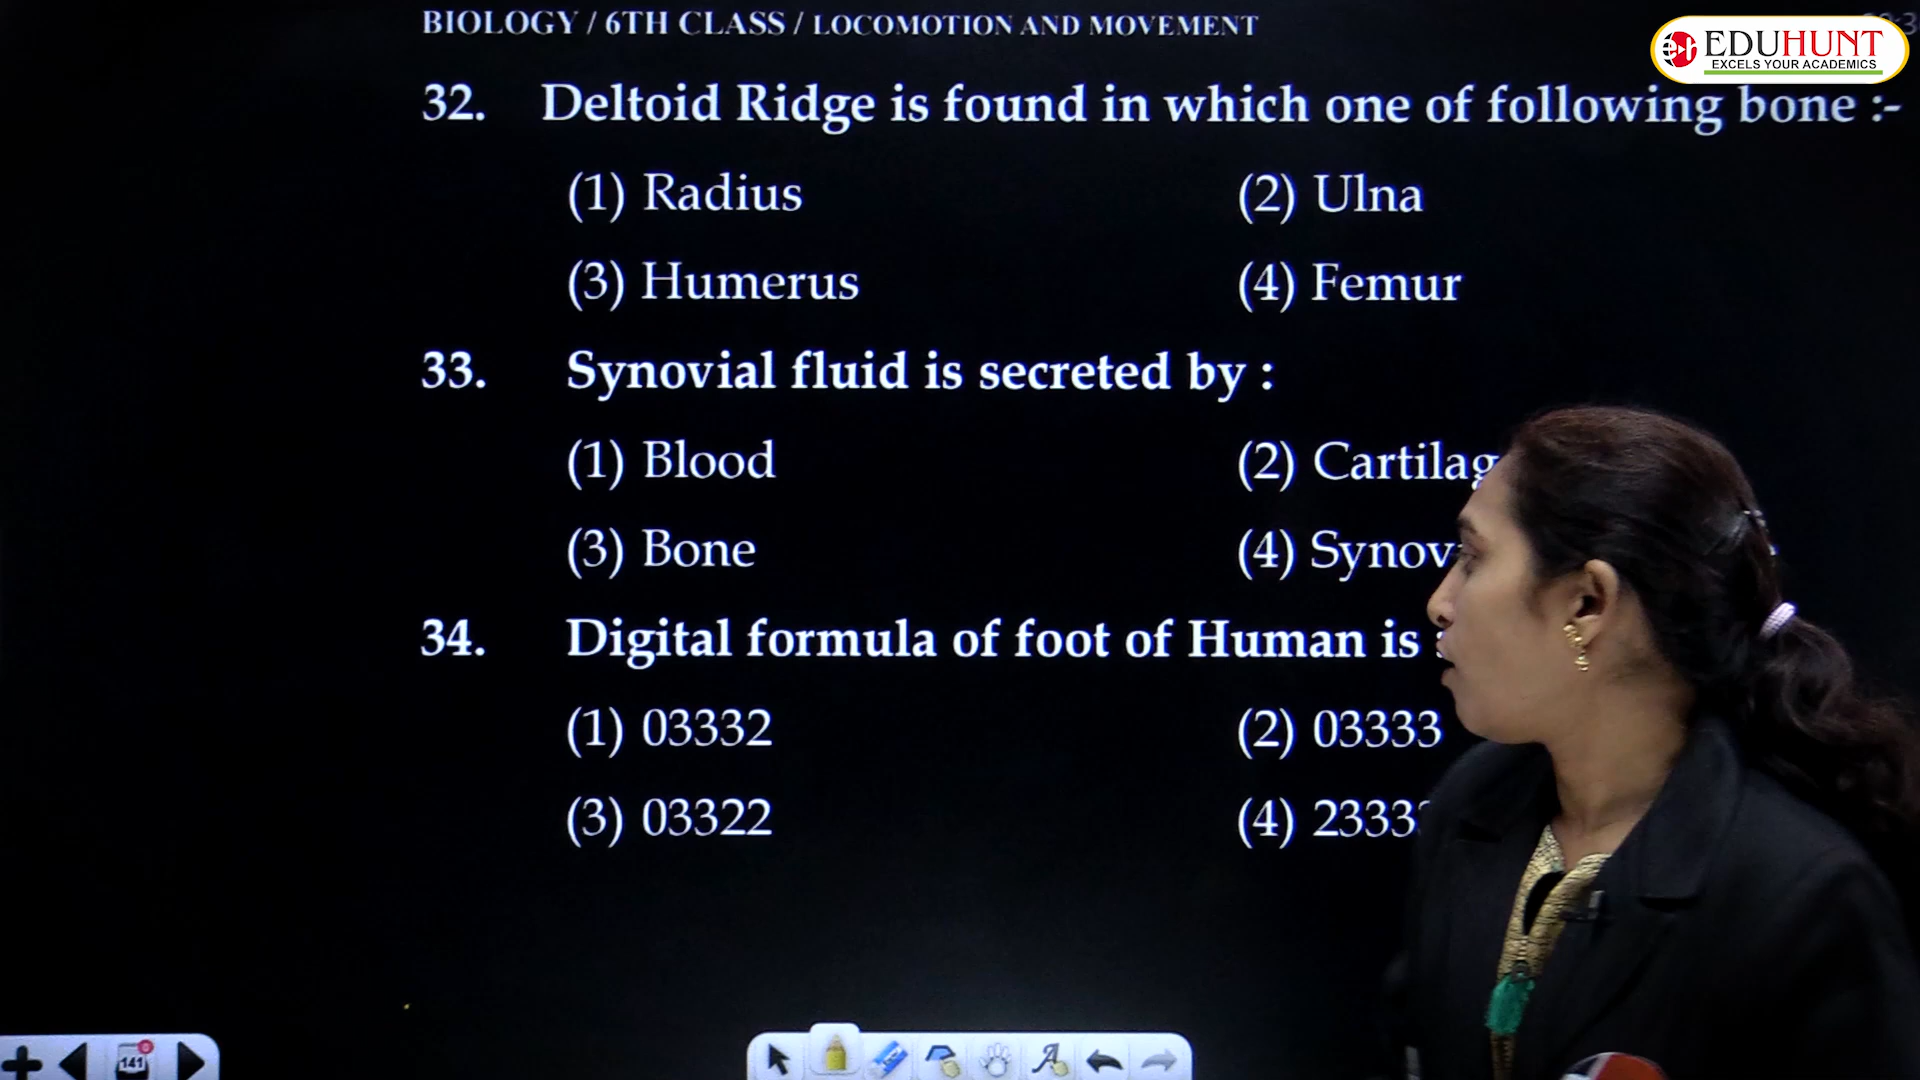 BIOLOGY / 6TH CLASS / LOCOMOTION AND MOVEMENT
EDUHUNT
EXCELS YOUR ACADEMICS
32. Deltoid Ridge is found in which one of following bone :-
(1) Radius (2) Ulna
(3) Humerus (4) Femur
33. Synovial fluid is secreted by :
(1) Blood (2)
(3) Bone (4)
34. Digital formula of foot of Human is
(1) 03332 (2) 03333
(3) 03322 (4)
141